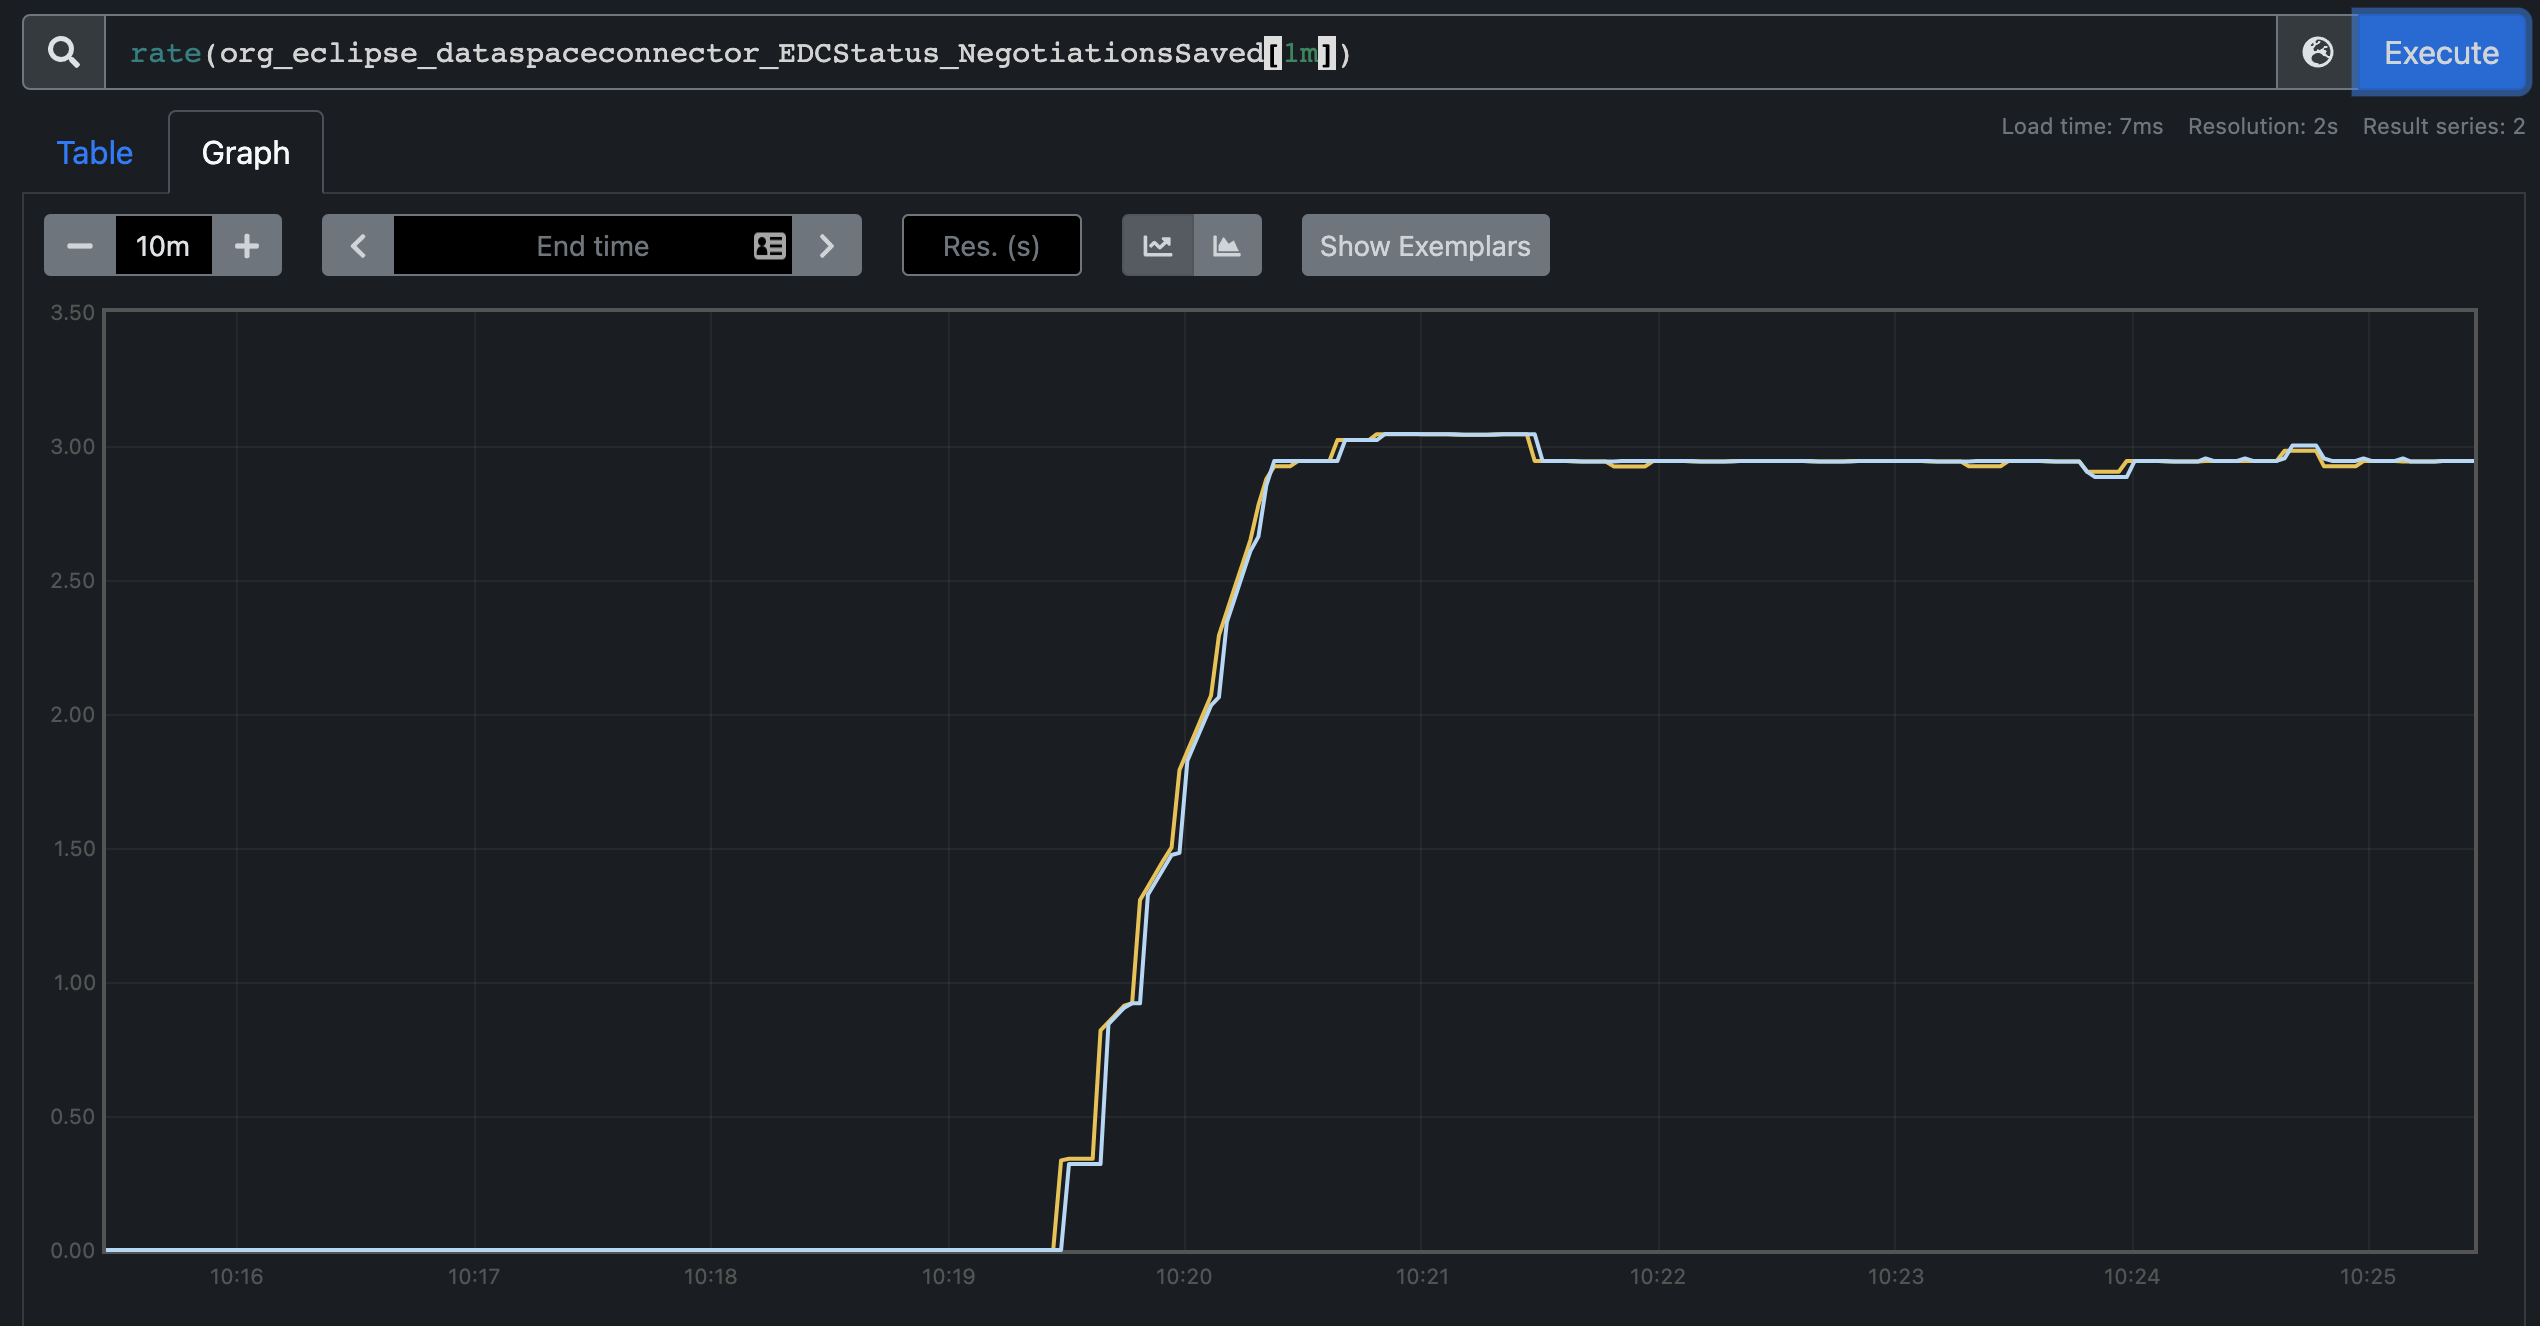 rate(org_eclipse_dataspaceconnector_EDCStatus_NegotiationsSaved[1m])
Execute
Load time: 7ms Resolution: 2s Result series: 2
Table
Graph
10m
End time
Res. (s)
Show Exemplars
3.50
3.00
2.50
2.00
1.50
1.00
0.50
0.00
10:16 10:17 10:18 10:19 10:20 10:21 10:22 10:23 10:24 10:25